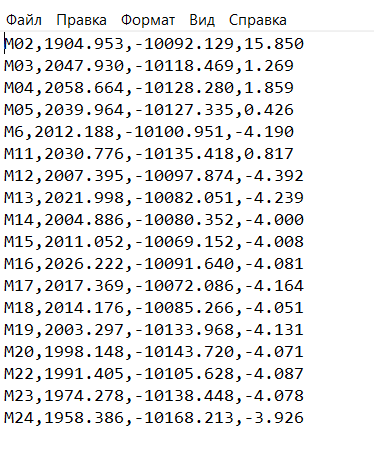 Файл Правка Формат Вид Справка
M02,1904.953,-10092.129,15.850
M03,2047.930,-10118.469,1.269
M04,2058.664,-10128.280,1.859
M05,2039.964,-10127.335,0.426
M6,2012.188,-10100.951,-4.190
M11,2030.776,-10135.418,0.817
M12,2007.395,-10097.874,-4.392
M13,2021.998,-10082.051,-4.239
M14,2004.886,-10080.352,-4.000
M15,2011.052,-10069.152,-4.008
M16,2026.222,-10091.640,-4.081
M17,2017.369,-10072.086,-4.164
M18,2014.176,-10085.266,-4.051
M19,2003.297,-10133.968,-4.131
M20,1998.148,-10143.720,-4.071
M22,1991.405,-10105.628,-4.087
M23,1974.278,-10138.448,-4.078
M24,1958.386,-10168.213,-3.926